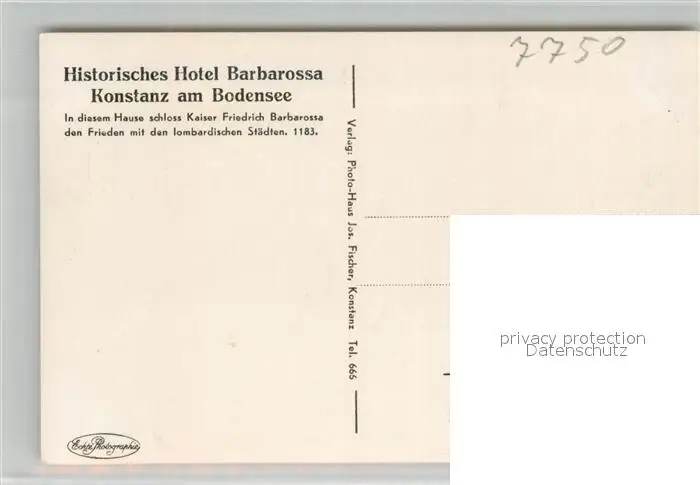 7750
Historisches Hotel Barbarossa
Konstanz am Bodensee
In diesem Hause schloss Kaiser Friedrich Barbarossa
den Frieden mit den lombardischen Städten. 1183.
Verlag: Photo-Haus Jos. Fischer, Konstanz Tel. 665
privacy protection
Datenschutz
Echte Photographie